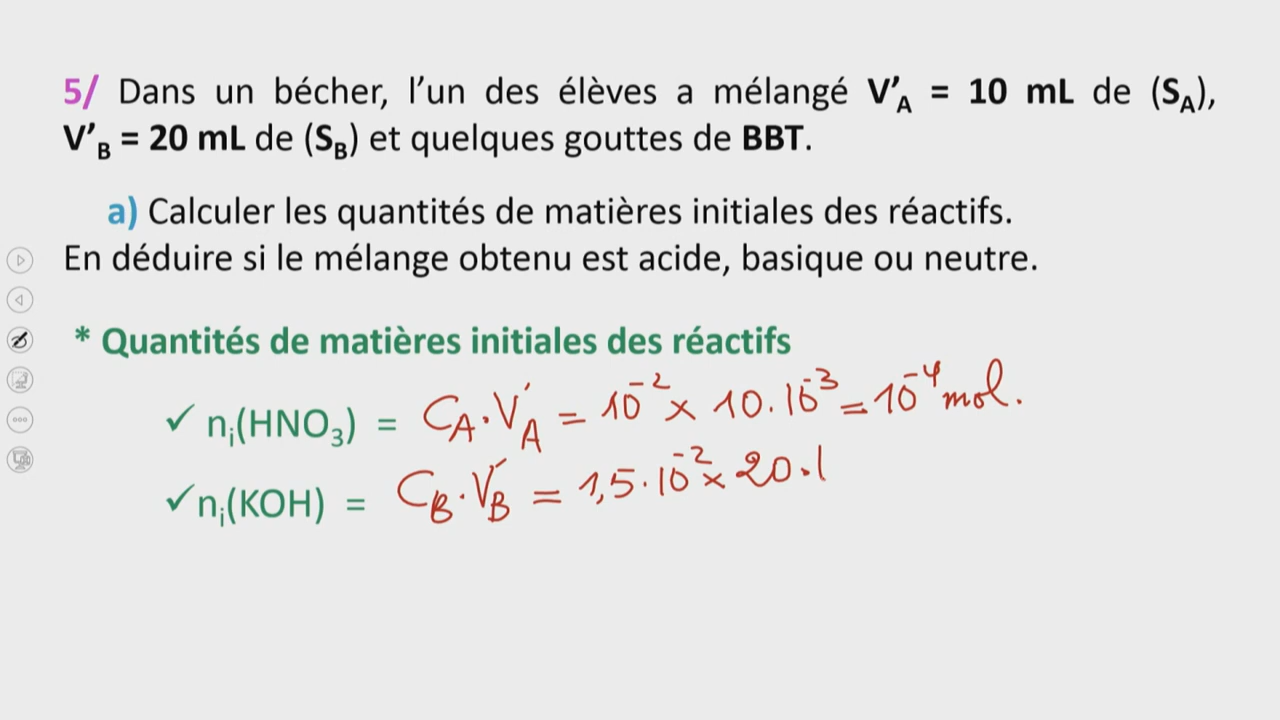 5/ Dans un bécher, l’un des élèves a mélangé V’A = 10 mL de (SA),
V’B = 20 mL de (SB) et quelques gouttes de BBT.
a) Calculer les quantités de matières initiales des réactifs.
En déduire si le mélange obtenu est acide, basique ou neutre.
* Quantités de matières initiales des réactifs
✓ ni(HNO3) = CA.V'A = 10^-2 x 10.10^-3 = 10^-4 mol.
✓ ni(KOH) = CB.V'B = 1,5.10^-2 x 20.1